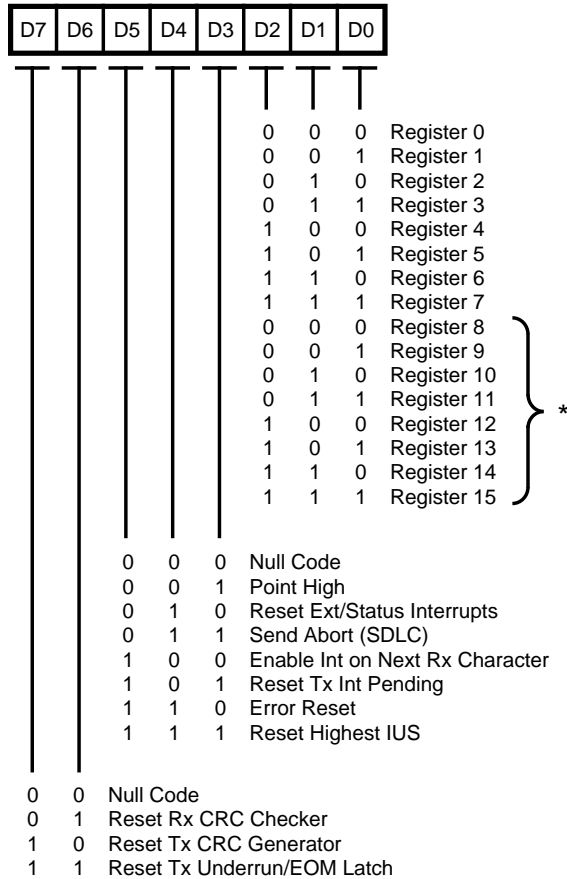 D7 D6 D5 D4 D3 D2 D1 D0
0 0 0 Register 0
0 0 1 Register 1
0 1 0 Register 2
0 1 1 Register 3
1 0 0 Register 4
1 0 1 Register 5
1 1 0 Register 6
1 1 1 Register 7
0 0 0 Register 8
0 0 1 Register 9
0 1 0 Register 10
0 1 1 Register 11
*
1 0 0 Register 12
1 0 1 Register 13
1 1 0 Register 14
1 1 1 Register 15
0 0 0 Null Code
0 0 1 Point High
0 1 0 Reset Ext/Status Interrupts
0 1 1 Send Abort (SDLC)
1 0 0 Enable Int on Next Rx Character
1 0 1 Reset Tx Int Pending
1 1 0 Error Reset
1 1 1 Reset Highest IUS
0 0 Null Code
0 1 Reset Rx CRC Checker
1 0 Reset Tx CRC Generator
1 1 Reset Tx Underrun/EOM Latch